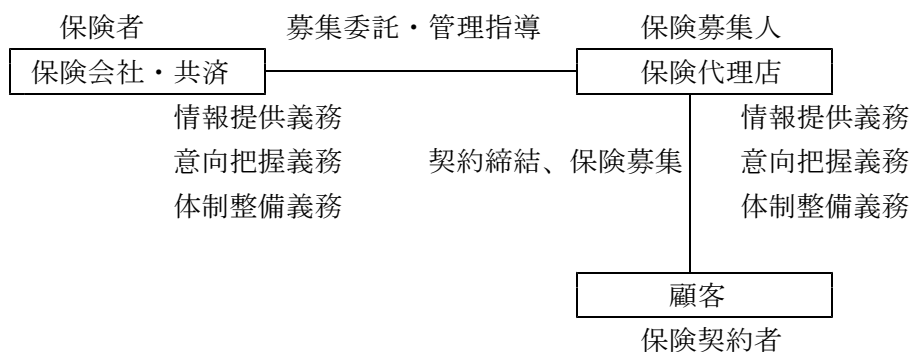 保険者 募集委託・管理指導 保険募集人
保険会社・共済 保険代理店
情報提供義務 情報提供義務
意向把握義務 契約締結、保険募集 意向把握義務
体制整備義務 体制整備義務
顧客
保険契約者